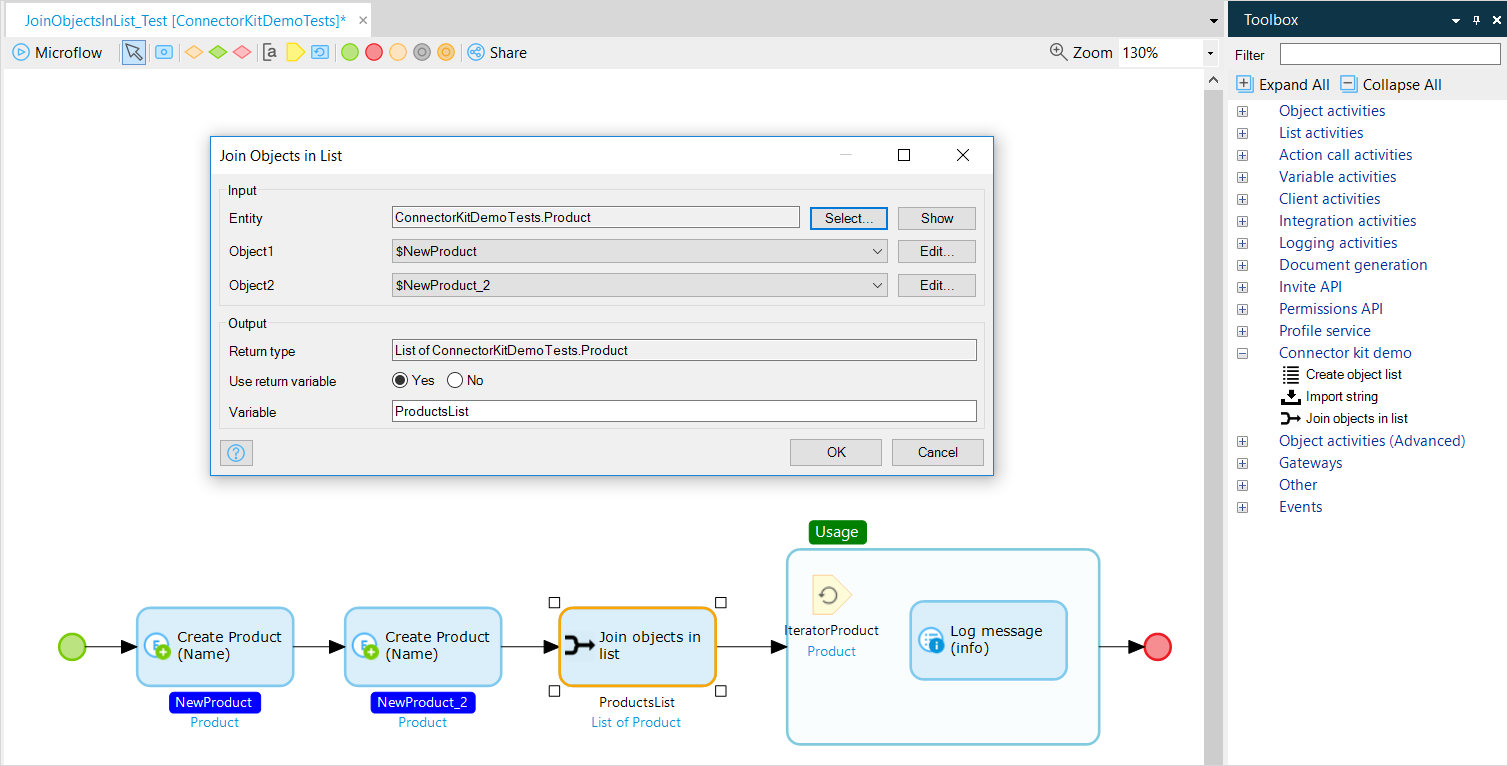 JoinObjectsInList_Test [ConnectorKitDemoTests]*
Microflow
Share
Zoom 130%
Join Objects in List
Input
Entity ConnectorKitDemoTests.Product Select... Show
Object1 $NewProduct Edit...
Object2 $NewProduct_2 Edit...
Output
Return type List of ConnectorKitDemoTests.Product
Use return variable Yes No
Variable ProductsList
OK Cancel
Usage
Create Product
(Name)
NewProduct
Product
Create Product
(Name)
NewProduct_2
Product
Join objects in
list
ProductsList
List of Product
IteratorProduct
Product
Log message
(info)
Toolbox
Filter
Expand All Collapse All
Object activities
List activities
Action call activities
Variable activities
Client activities
Integration activities
Logging activities
Document generation
Invite API
Permissions API
Profile service
Connector kit demo
Create object list
Import string
Join objects in list
Object activities (Advanced)
Gateways
Other
Events